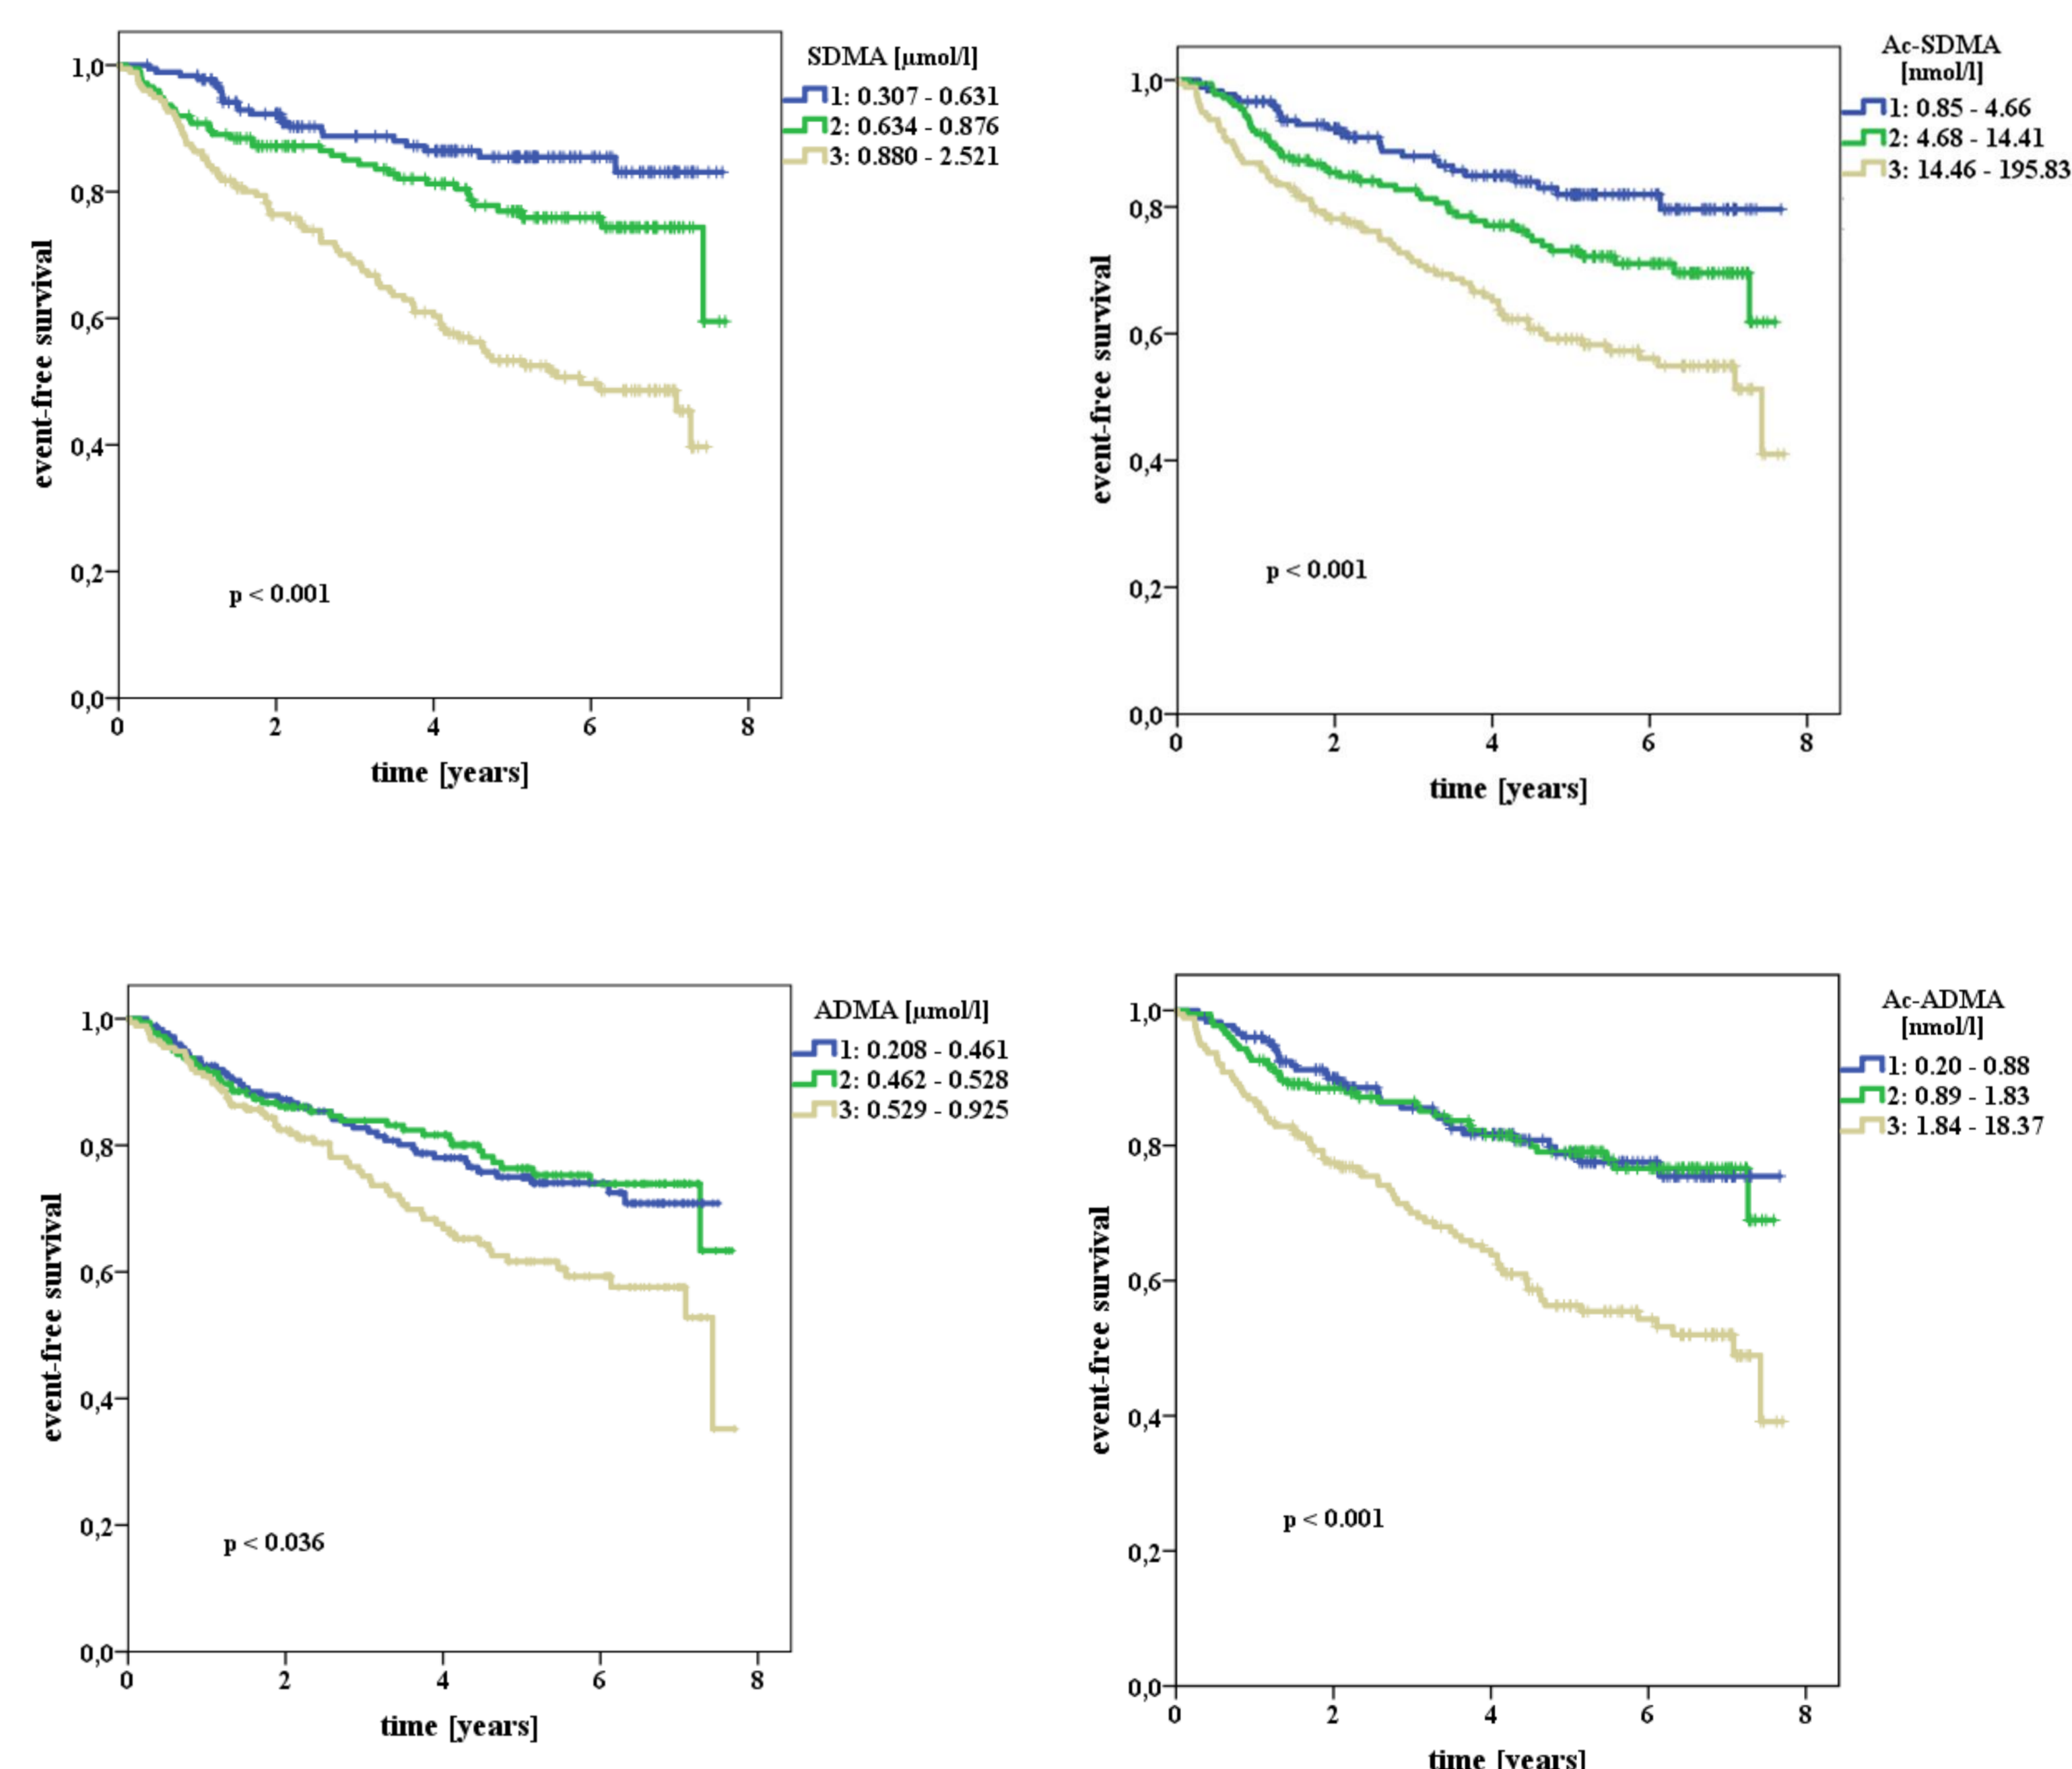 SDMA [µmol/l]
1: 0.307 - 0.631
2: 0.634 - 0.876
3: 0.880 - 2.521
1,0
0,8
0,6
0,4
0,2
0,0
event-free survival
p < 0.001
0 2 4 6 8
time [years]
Ac-SDMA
[nmol/l]
1: 0.85 - 4.66
2: 4.68 - 14.41
3: 14.46 - 195.83
1,0
0,8
0,6
0,4
0,2
0,0
event-free survival
p < 0.001
0 2 4 6 8
time [years]
ADMA [µmol/l]
1: 0.208 - 0.461
2: 0.462 - 0.528
3: 0.529 - 0.925
1,0
0,8
0,6
0,4
0,2
0,0
event-free survival
p < 0.036
0 2 4 6 8
time [years]
Ac-ADMA
[nmol/l]
1: 0.20 - 0.88
2: 0.89 - 1.83
3: 1.84 - 18.37
1,0
0,8
0,6
0,4
0,2
0,0
event-free survival
p < 0.001
0 2 4 6 8
time [years]